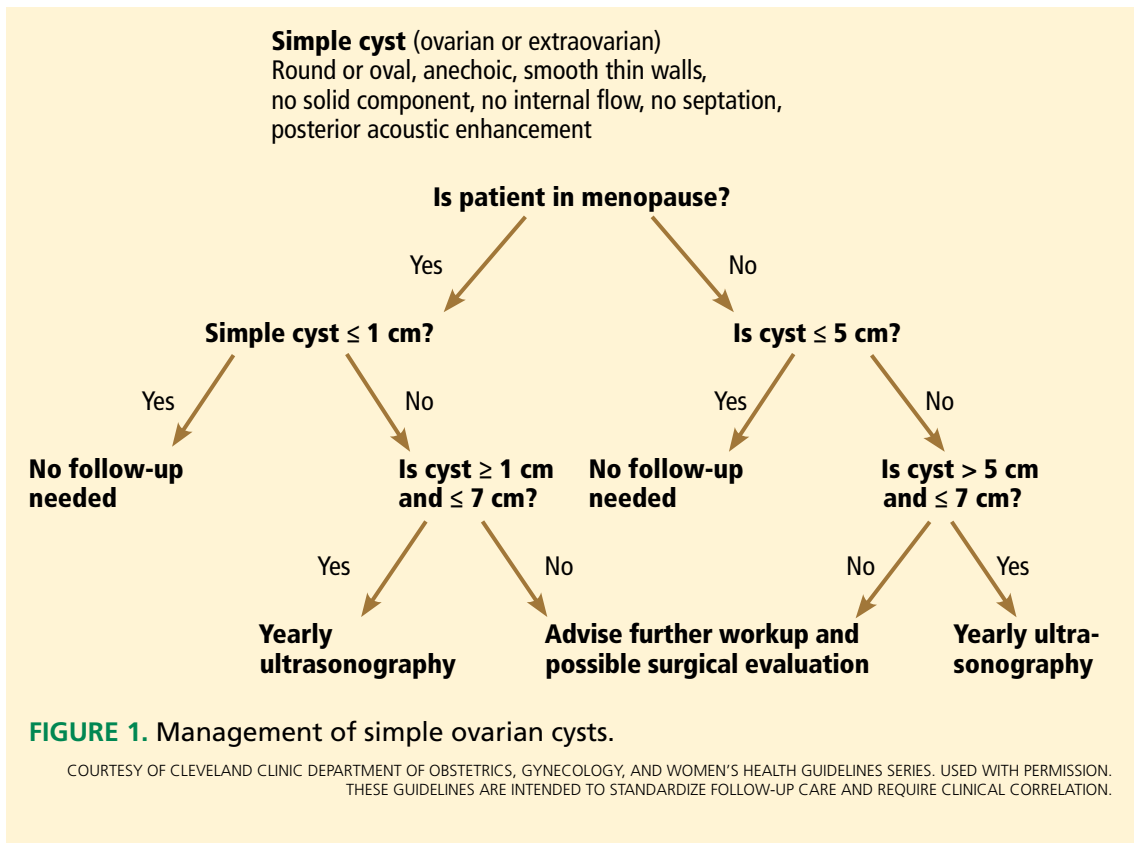 Simple cyst (ovarian or extraovarian)
Round or oval, anechoic, smooth thin walls,
no solid component, no internal flow, no septation,
posterior acoustic enhancement
Is patient in menopause?
Yes
No
Simple cyst ≤ 1 cm?
Is cyst ≤ 5 cm?
Yes
No
Yes
No
No follow-up
needed
Is cyst ≥ 1 cm
and ≤ 7 cm?
No follow-up
needed
Is cyst > 5 cm
and ≤ 7 cm?
Yes
No
No
Yes
Yearly
ultrasonography
Advise further workup and
possible surgical evaluation
Yearly ultra-
sonography
FIGURE 1. Management of simple ovarian cysts.
COURTESY OF CLEVELAND CLINIC DEPARTMENT OF OBSTETRICS, GYNECOLOGY, AND WOMEN'S HEALTH GUIDELINES SERIES. USED WITH PERMISSION.
THESE GUIDELINES ARE INTENDED TO STANDARDIZE FOLLOW-UP CARE AND REQUIRE CLINICAL CORRELATION.